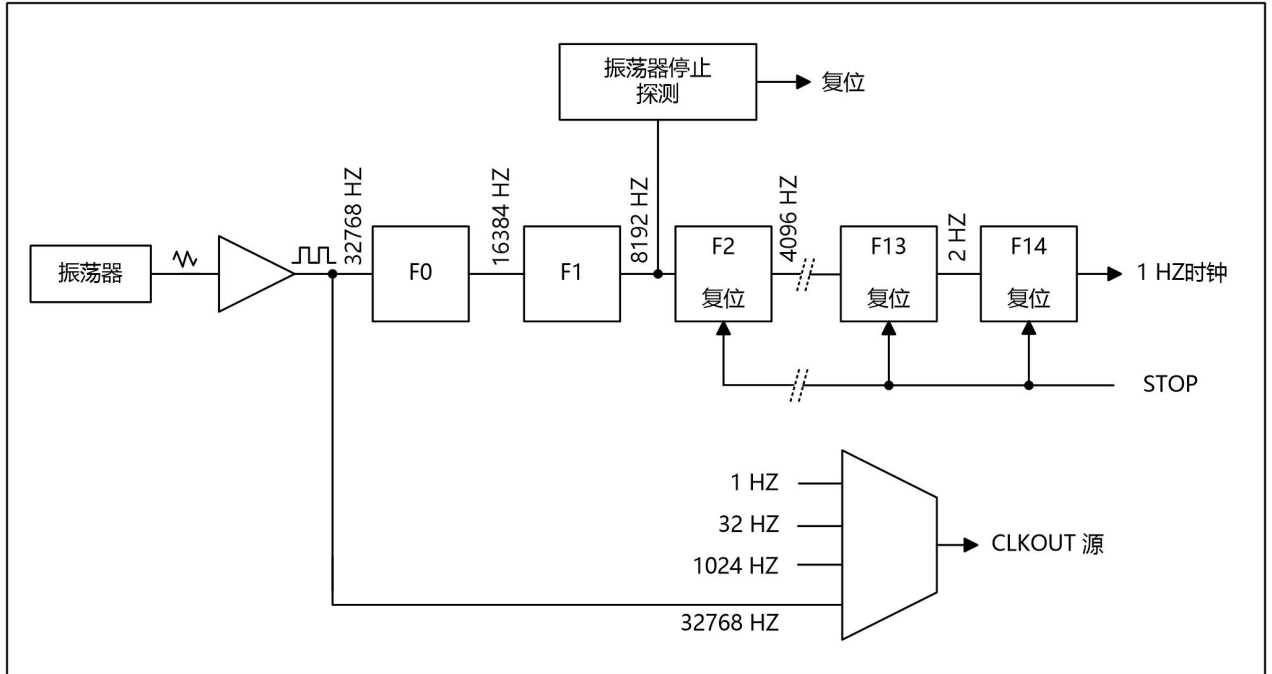 振荡器停止
探测
复位
32768 HZ
16384 HZ
8192 HZ
4096 HZ
2 HZ
振荡器
F0
F1
F2
复位
F13
复位
F14
复位
1 HZ时钟
STOP
1 HZ
32 HZ
1024 HZ
32768 HZ
CLKOUT 源